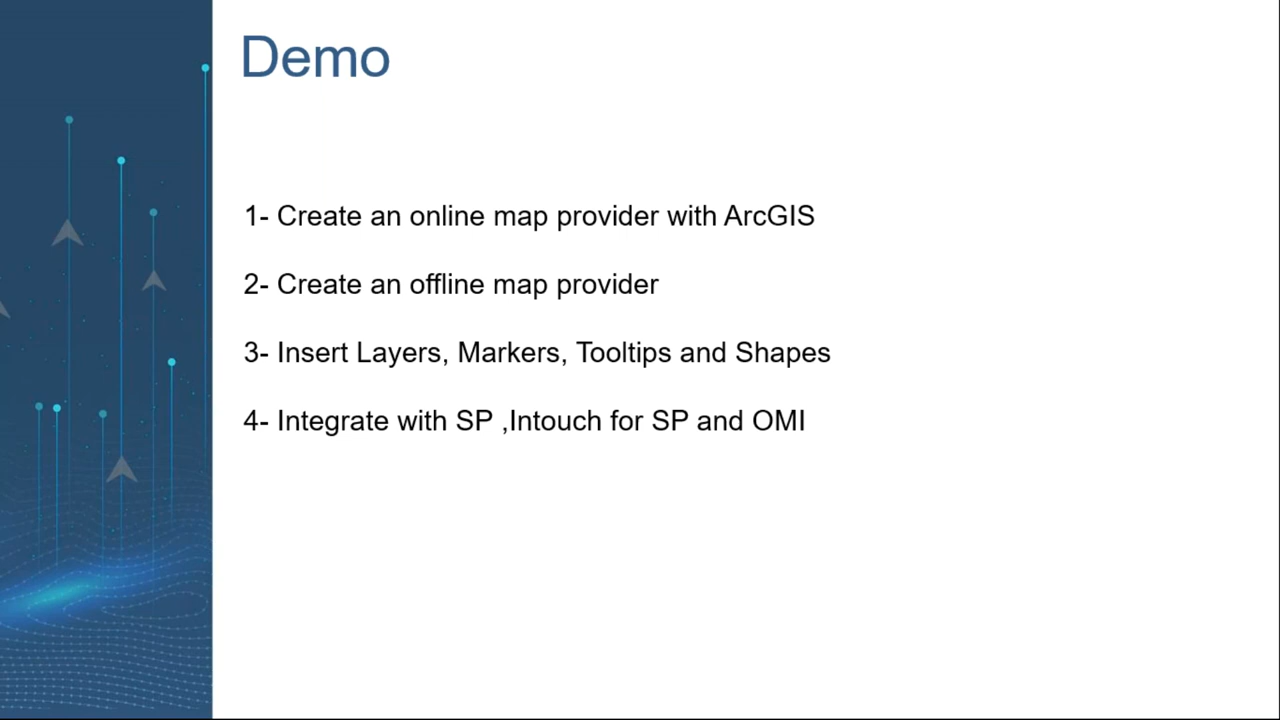 Demo
1- Create an online map provider with ArcGIS
2- Create an offline map provider
3- Insert Layers, Markers, Tooltips and Shapes
4- Integrate with SP ,Intouch for SP and OMI